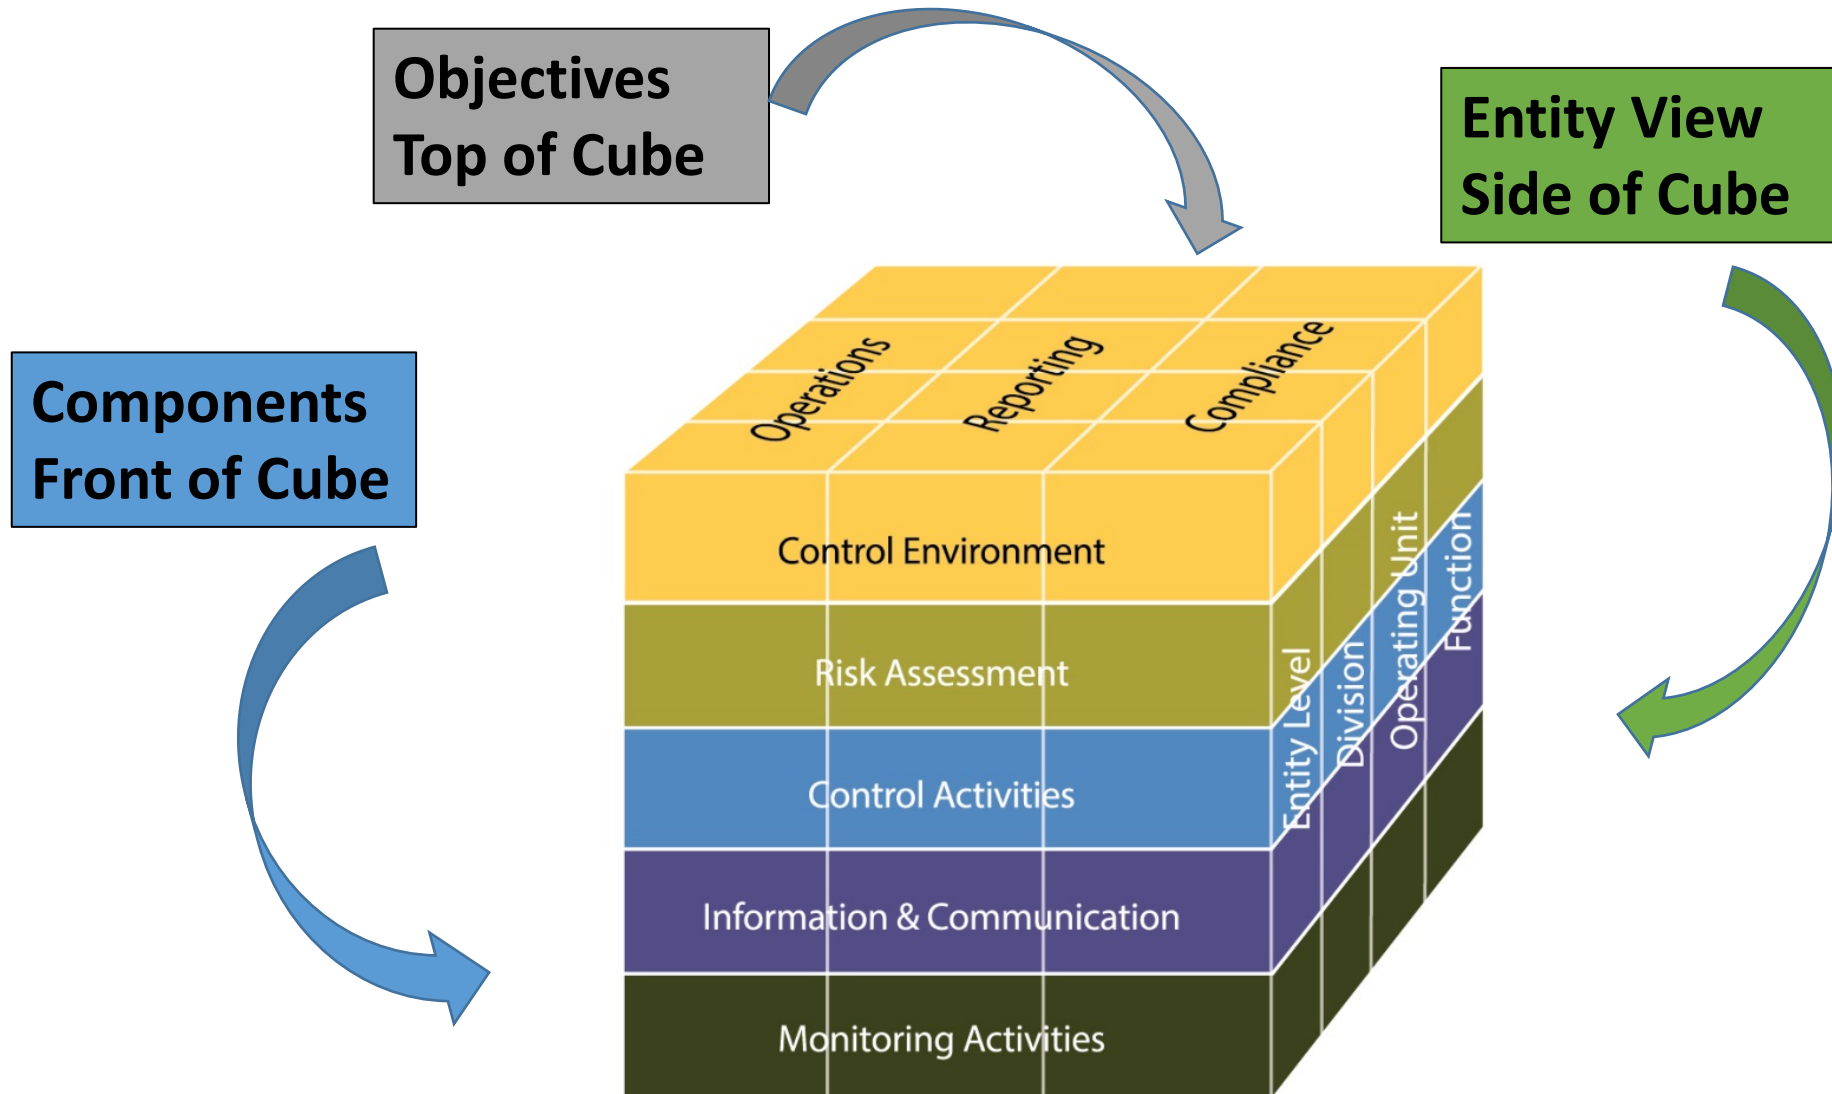 Objectives
Top of Cube
Entity View
Side of Cube
Components
Front of Cube
Operations
Reporting
Compliance
Control Environment
Risk Assessment
Control Activities
Information & Communication
Monitoring Activities
Entity Level
Division
Operating Unit
Function